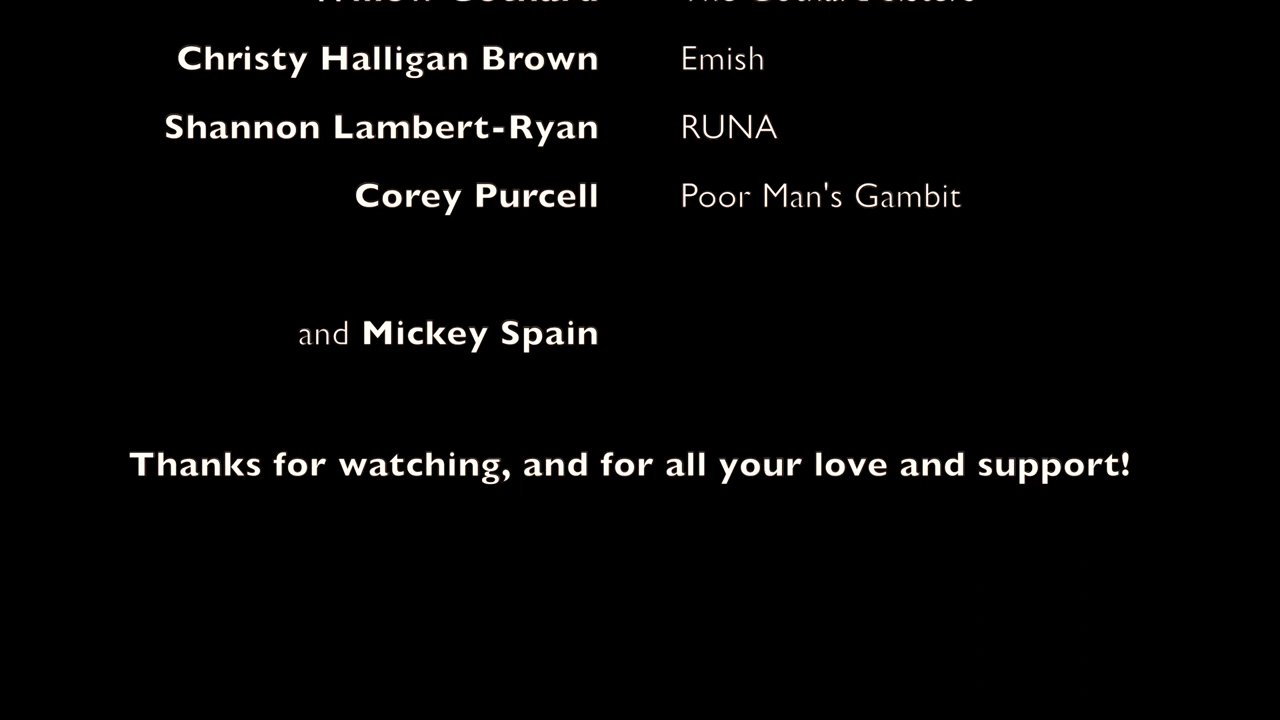 Christy Halligan Brown Emish
Shannon Lambert-Ryan RUNA
Corey Purcell Poor Man's Gambit
and Mickey Spain
Thanks for watching, and for all your love and support!